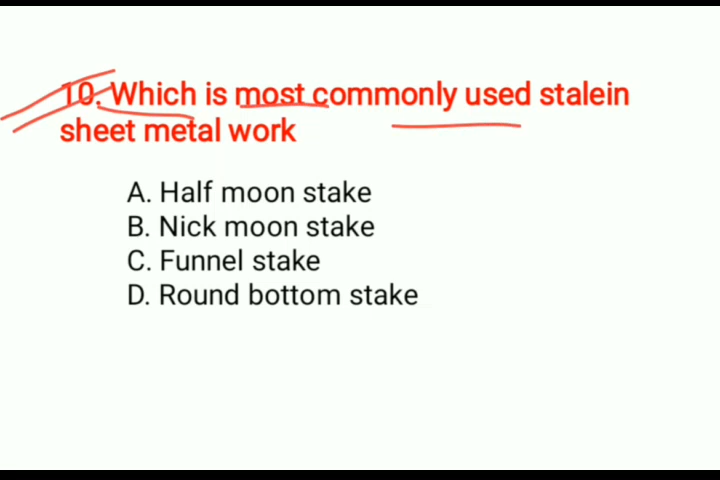 10. Which is most commonly used stalein
sheet metal work
A. Half moon stake
B. Nick moon stake
C. Funnel stake
D. Round bottom stake